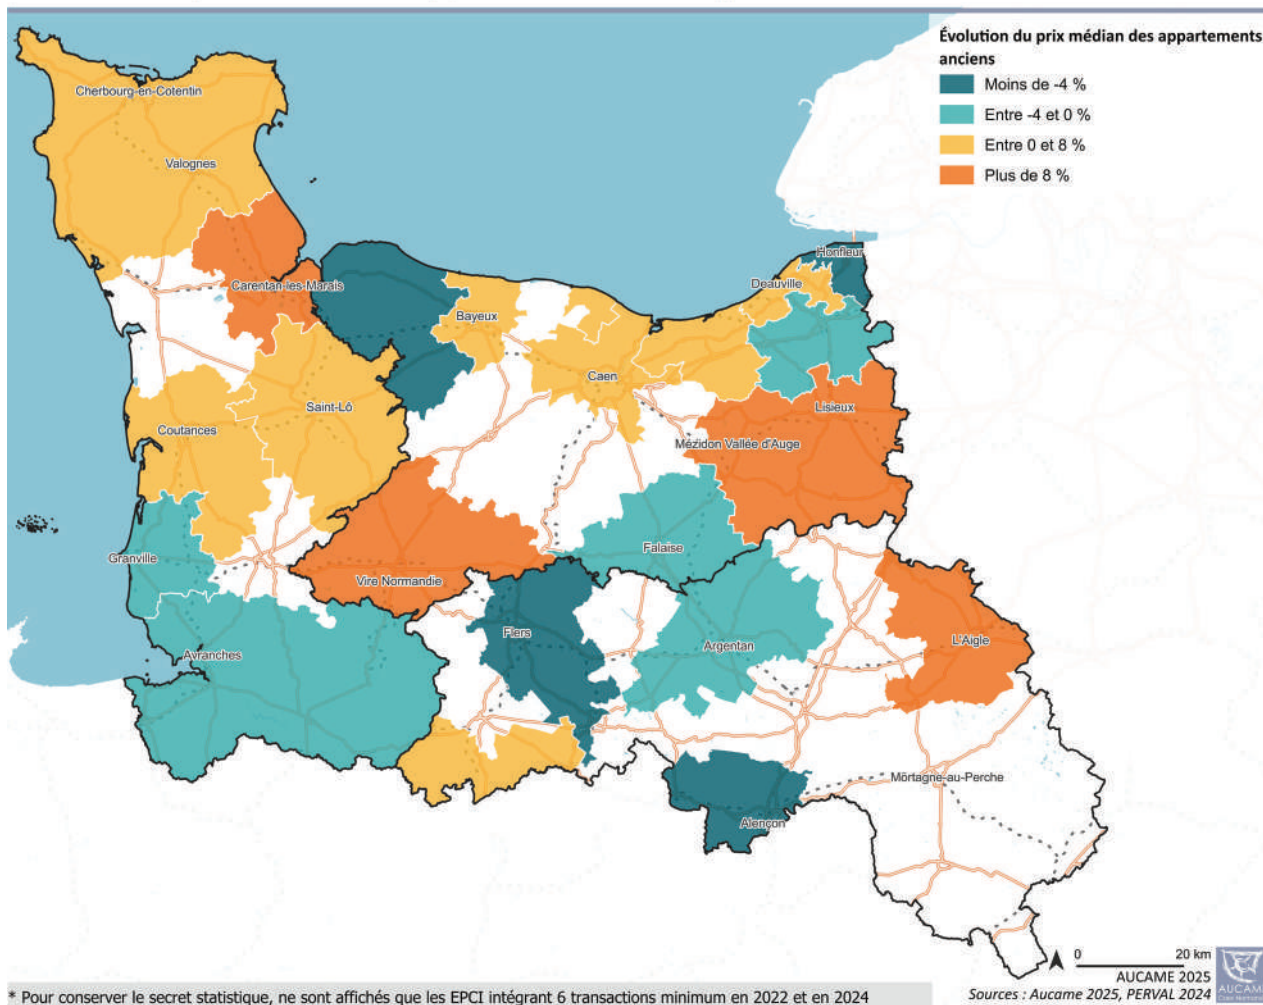 Évolution du prix médian des appartements
anciens
Moins de -4 %
Entre -4 et 0 %
Entre 0 et 8 %
Plus de 8 %
Cherbourg-en-Cotentin
Valognes
Honfleur
Deauville
Carentan-les-Marais
Bayeux
Caen
Saint-Lô
Lisieux
Coutances
Mézidon Vallée d'Auge
Granville
Falaise
Vire Normandie
Flers
L'Aigle
Argentan
Avranches
Mortagne-au-Perche
Alençon
0 20 km
AUCAME 2025
Sources : Aucame 2025, PERVAL 2024
AUCAME
Caen Normandie
* Pour conserver le secret statistique, ne sont affichés que les EPCI intégrant 6 transactions minimum en 2022 et en 2024